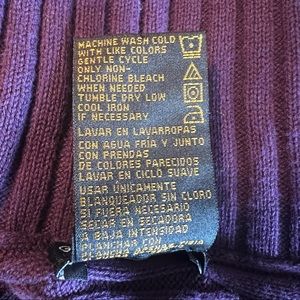 MACHINE WASH COLD
WITH LIKE COLORS
GENTLE CYCLE
ONLY NON-
CHLORINE BLEACH
WHEN NEEDED
TUMBLE DRY LOW
COOL IRON
IF NECESSARY
LAVAR EN LAVARROPAS
CON AGUA FRIA Y JUNTO
CON PRENDAS
DE COLORES PARECIDOS
LAVAR EN CICLO SUAVE
USAR UNICAMENTE
BLANQUEADOR SIN CLORO
SI FUERA NECESARIO
SECAR EN SECADORA
A BAJA INTENSIDAD
PLANCHAR CON